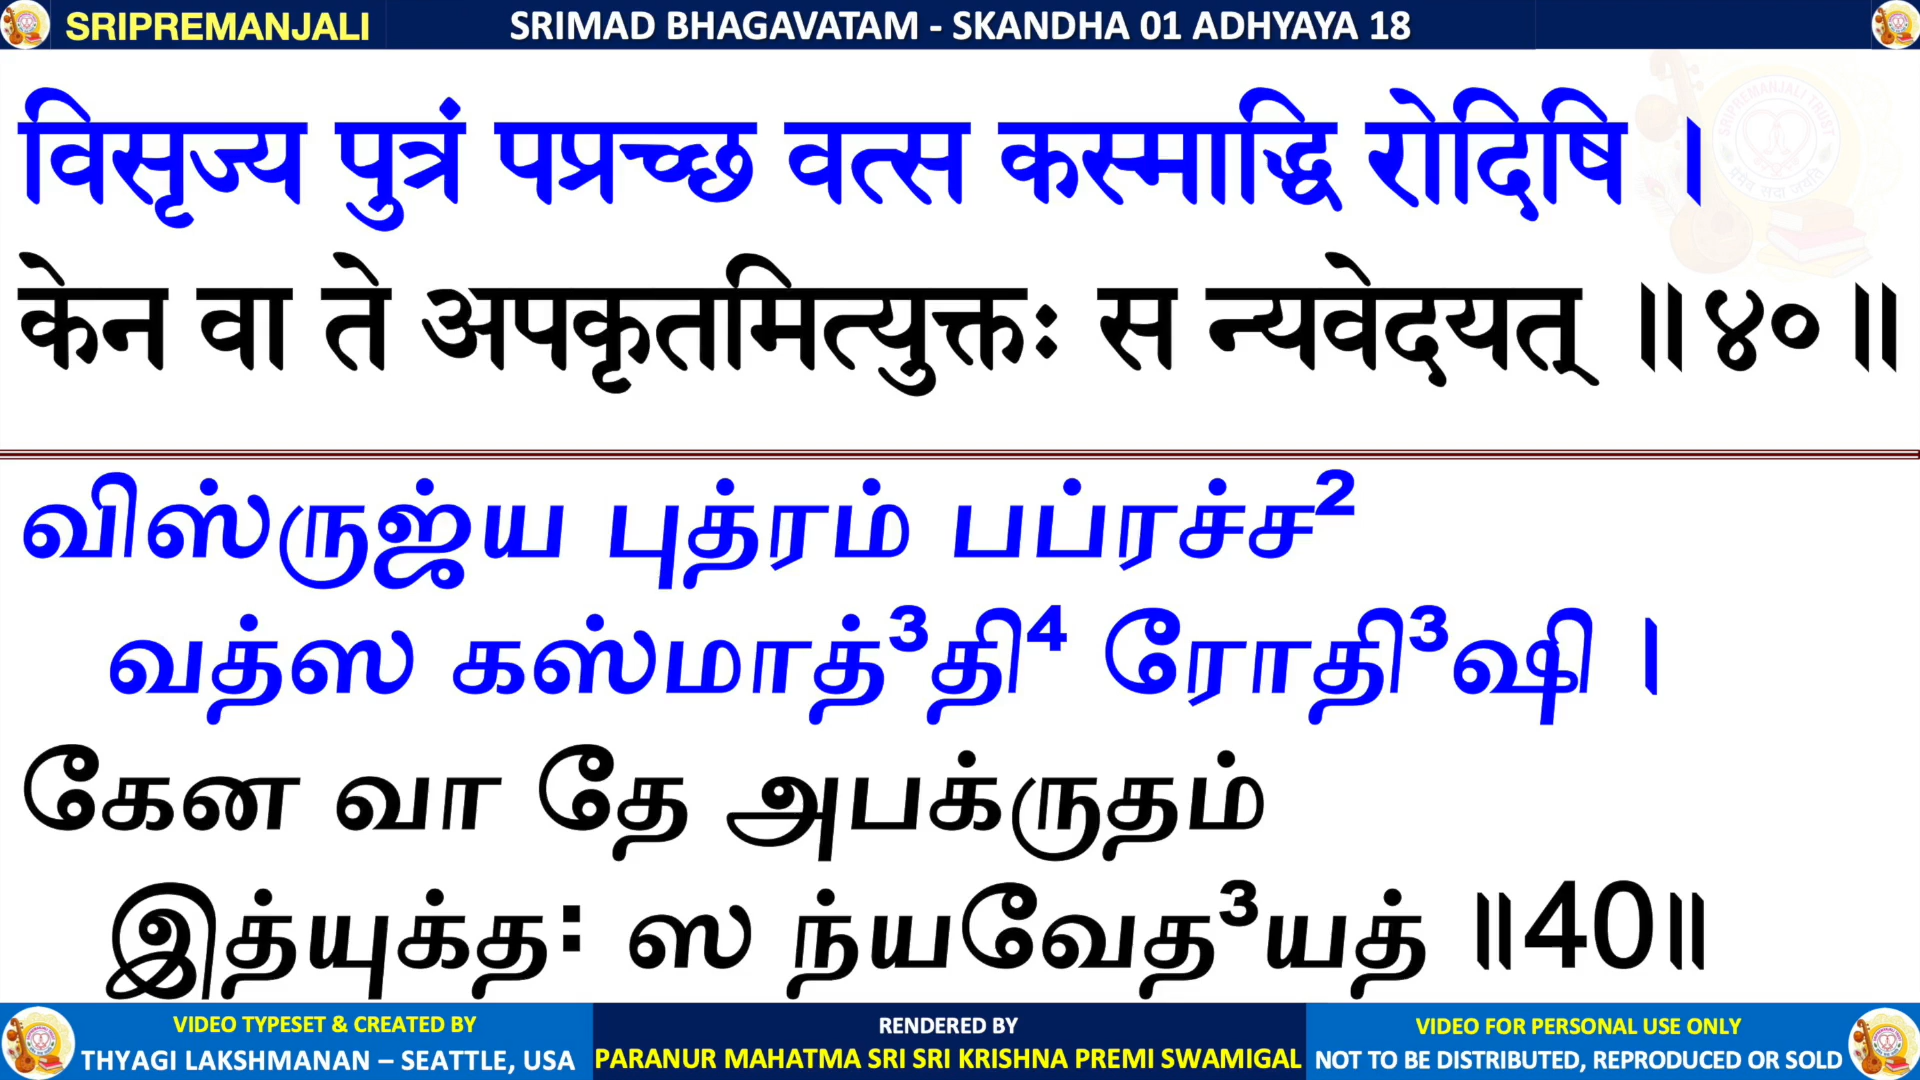 SRIPREMANJALI
SRIMAD BHAGAVATAM - SKANDHA 01 ADHYAYA 18
विसृज्य पुत्रं पप्रच्छ वत्स कस्माद्धि रोदिषि ।
केन वा ते अपकृतमित्युक्तः स न्यवेदयत् ॥४०॥
விஸ்ருஜ்ய புத்ரம் பப்ரச்ச²
வத்ஸ கஸ்மாத்³தி⁴ ரோதி³ஷி ।
கேன வா தே அபக்ருதம்
இத்யுக்த: ஸ ந்யவேத³யத் ॥40॥
VIDEO TYPESET & CREATED BY
THYAGI LAKSHMANAN – SEATTLE, USA
RENDERED BY
PARANUR MAHATMA SRI SRI KRISHNA PREMI SWAMIGAL
VIDEO FOR PERSONAL USE ONLY
NOT TO BE DISTRIBUTED, REPRODUCED OR SOLD